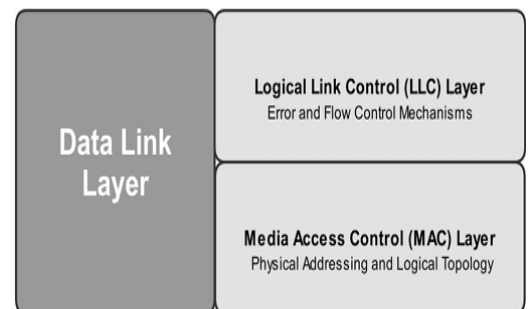 Data Link
Layer
Logical Link Control (LLC) Layer
Error and Flow Control Mechanisms
Media Access Control (MAC) Layer
Physical Addressing and Logical Topology